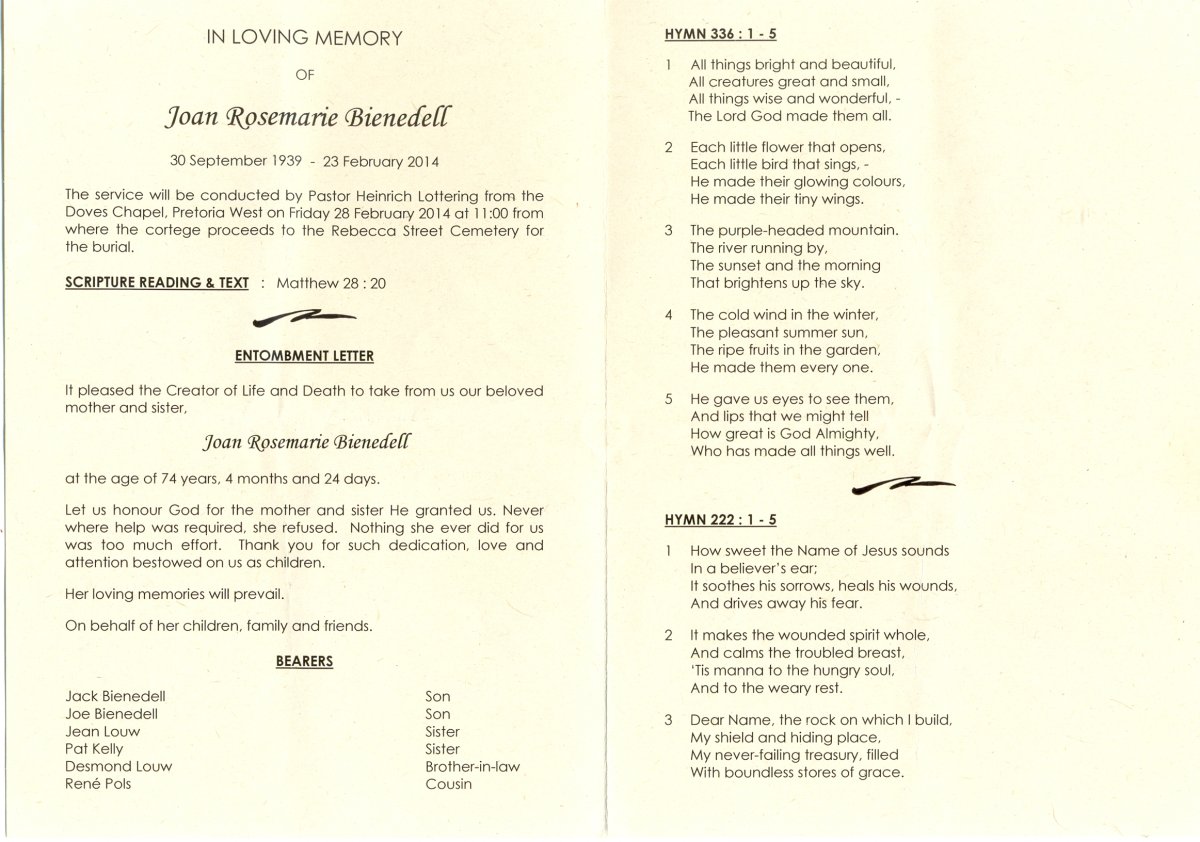 IN LOVING MEMORY
OF
Joan Rosemarie Bienedell
30 September 1939 - 23 February 2014
The service will be conducted by Pastor Heinrich Lottering from the
Doves Chapel, Pretoria West on Friday 28 February 2014 at 11:00 from
where the cortege proceeds to the Rebecca Street Cemetery for
the burial.
SCRIPTURE READING & TEXT : Matthew 28 : 20
ENTOMBMENT LETTER
It pleased the Creator of Life and Death to take from us our beloved
mother and sister,
Joan Rosemarie Bienedell
at the age of 74 years, 4 months and 24 days.
Let us honour God for the mother and sister He granted us. Never
where help was required, she refused. Nothing she ever did for us
was too much effort. Thank you for such dedication, love and
attention bestowed on us as children.
Her loving memories will prevail.
On behalf of her children, family and friends.
BEARERS
Jack Bienedell Son
Joe Bienedell Son
Jean Louw Sister
Pat Kelly Sister
Desmond Louw Brother-in-law
René Pols Cousin
HYMN 336 : 1 - 5
1 All things bright and beautiful,
All creatures great and small,
All things wise and wonderful, -
The Lord God made them all.
2 Each little flower that opens,
Each little bird that sings, -
He made their glowing colours,
He made their tiny wings.
3 The purple-headed mountain.
The river running by,
The sunset and the morning
That brightens up the sky.
4 The cold wind in the winter,
The pleasant summer sun,
The ripe fruits in the garden,
He made them every one.
5 He gave us eyes to see them,
And lips that we might tell
How great is God Almighty,
Who has made all things well.
HYMN 222 : 1 - 5
1 How sweet the Name of Jesus sounds
In a believer's ear;
It soothes his sorrows, heals his wounds,
And drives away his fear.
2 It makes the wounded spirit whole,
And calms the troubled breast,
'Tis manna to the hungry soul,
And to the weary rest.
3 Dear Name, the rock on which I build,
My shield and hiding place,
My never-failing treasury, filled
With boundless stores of grace.